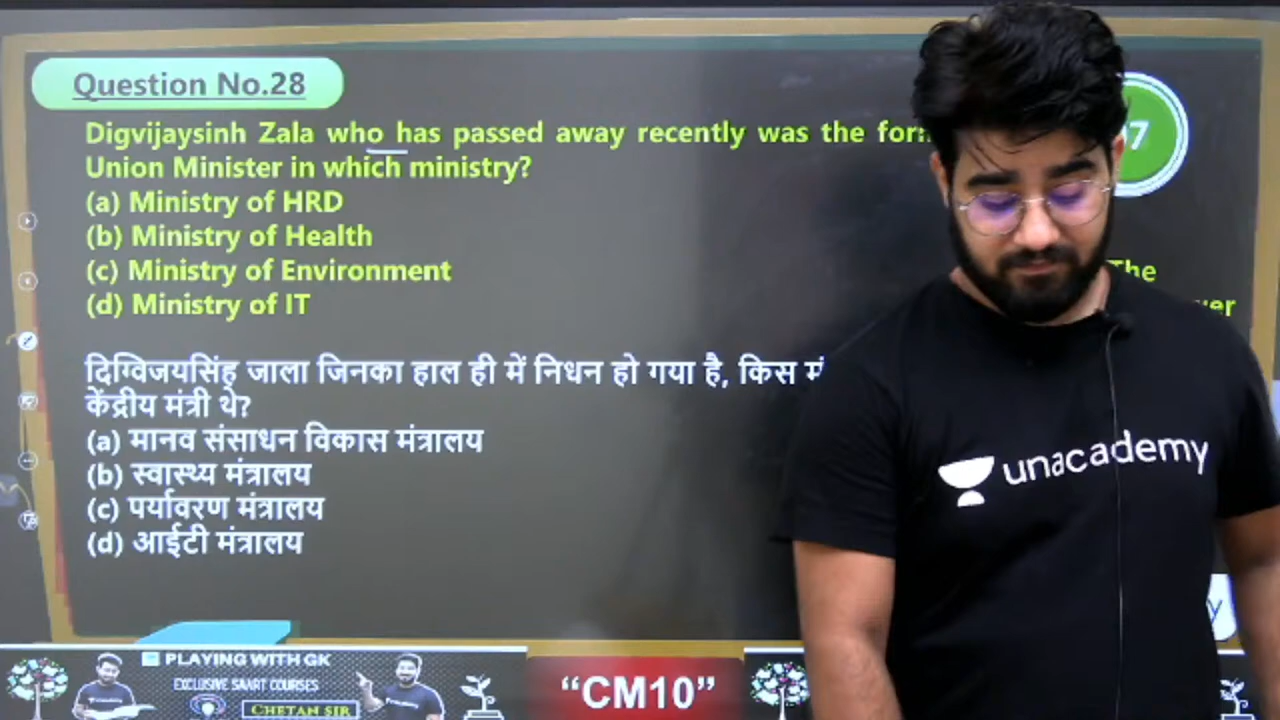 Question No.28
Digvijaysinh Zala who has passed away recently was the
Union Minister in which ministry?
(a) Ministry of HRD
(b) Ministry of Health
(c) Ministry of Environment
(d) Ministry of IT
The
दिग्विजयसिंह जाला जिनका हाल ही में निधन हो गया है, किस
केंद्रीय मंत्री थे?
(a) मानव संसाधन विकास मंत्रालय
(b) स्वास्थ्य मंत्रालय
(c) पर्यावरण मंत्रालय
(d) आईटी मंत्रालय
unacademy
PLAYING WITH GK
EXCLUSIVE SAART COURSES
CHETAN SIR
“CM10”